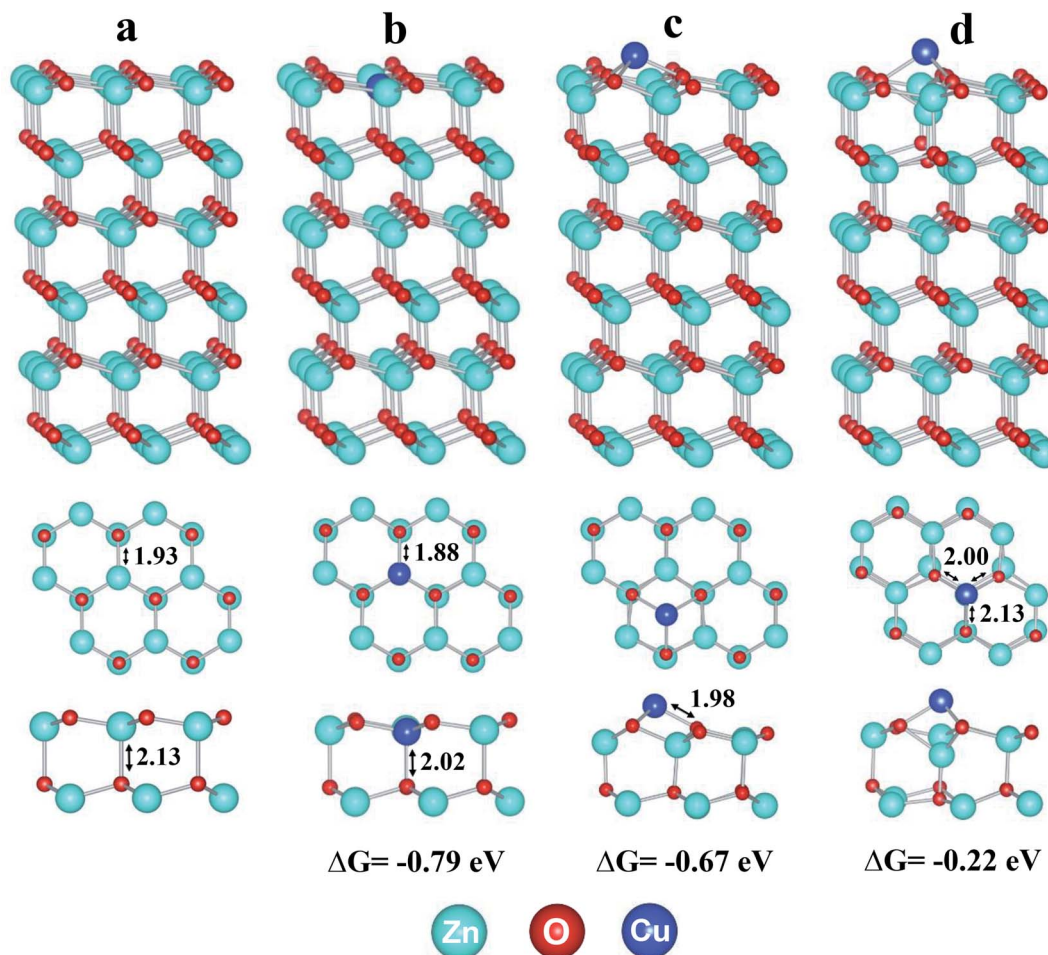 a b c d
1.93 1.88 2.00
2.13
1.98
2.13 2.02
ΔG= -0.79 eV ΔG= -0.67 eV ΔG= -0.22 eV
Zn O Cu